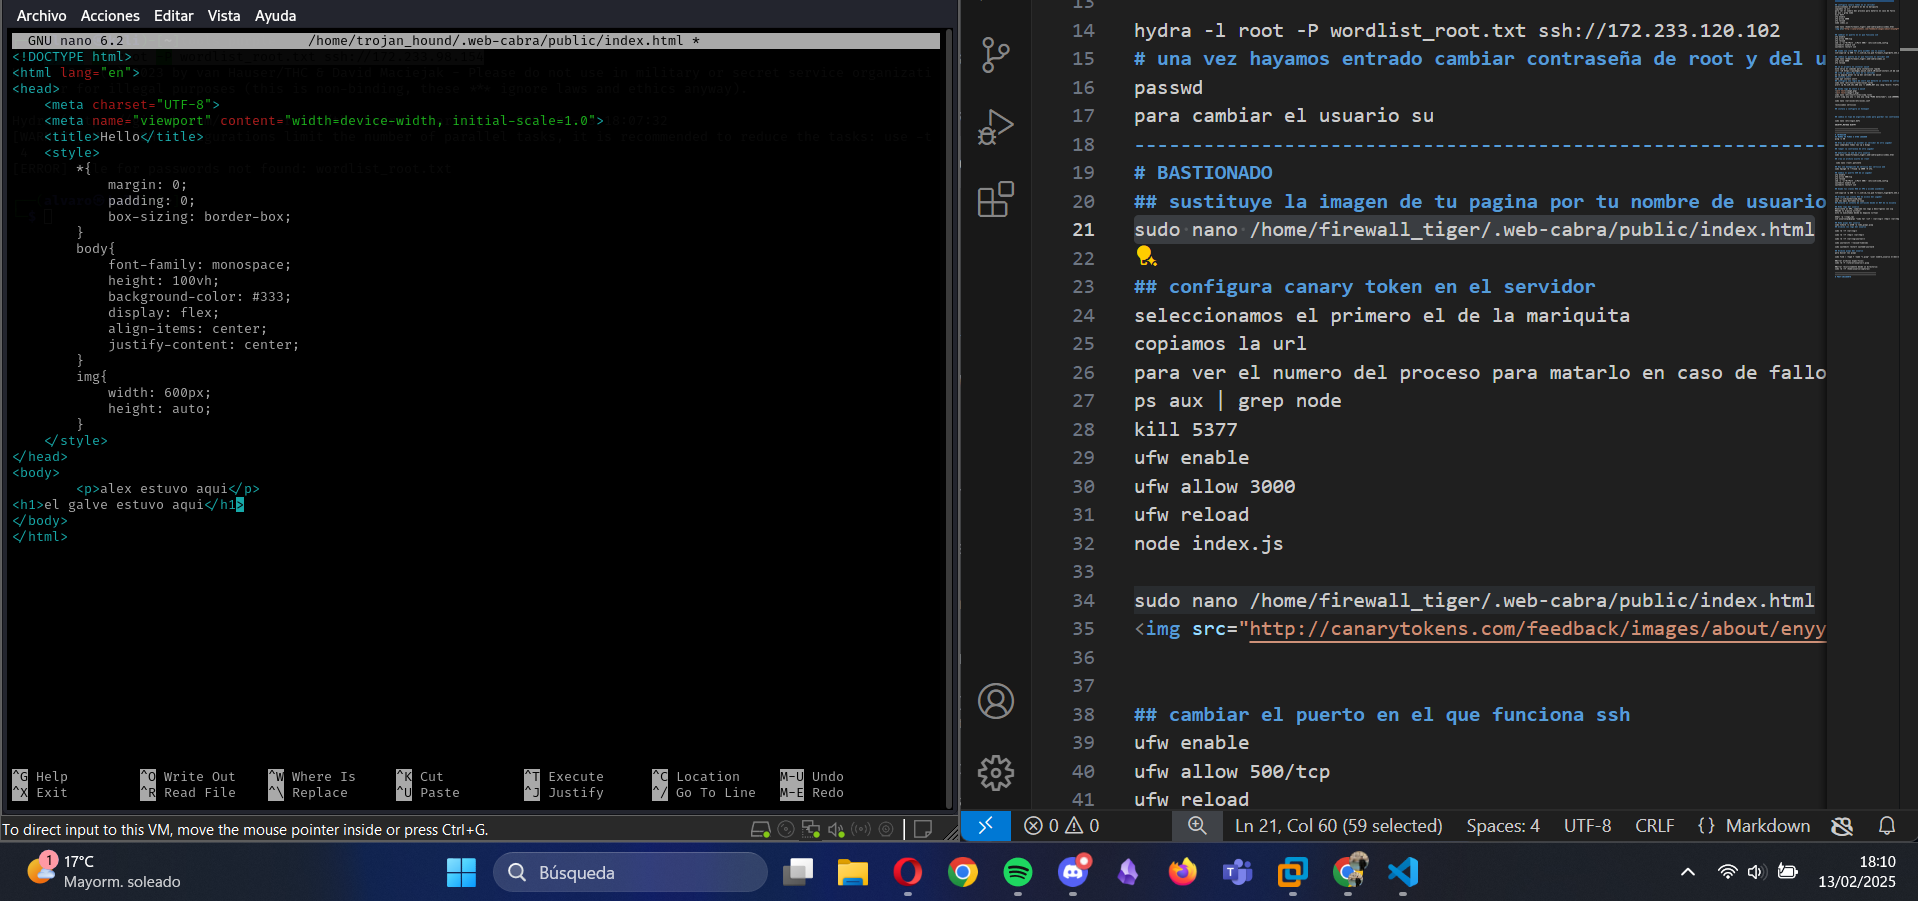 Archivo Acciones Editar Vista Ayuda
GNU nano 6.2 /home/trojan_hound/.web-cabra/public/index.html *
<!DOCTYPE html>
<html lang="en">
<head>
<meta charset="UTF-8">
<meta name="viewport" content="width=device-width, initial-scale=1.0">
<title>Hello</title>
<style>
*{
margin: 0;
padding: 0;
box-sizing: border-box;
}
body{
font-family: monospace;
height: 100vh;
background-color: #333;
display: flex;
align-items: center;
justify-content: center;
}
img{
width: 600px;
height: auto;
}
</style>
</head>
<body>
<p>alex estuvo aqui</p>
<h1>el galve estuvo aqui</h1>
</body>
</html>
^G Help ^O Write Out ^W Where Is ^K Cut ^T Execute ^C Location M-U Undo
^X Exit ^R Read File ^\ Replace ^U Paste ^J Justify ^/ Go To Line M-E Redo
To direct input to this VM, move the mouse pointer inside or press Ctrl+G.
13
14 hydra -l root -P wordlist_root.txt ssh://172.233.120.102
15 # una vez hayamos entrado cambiar contraseña de root y del u
16 passwd
17 para cambiar el usuario su
18 ------------------------------------------------------------
19 # BASTIONADO
20 ## sustituye la imagen de tu pagina por tu nombre de usuario
21 sudo nano /home/firewall_tiger/.web-cabra/public/index.html
22
23 ## configura canary token en el servidor
24 seleccionamos el primero el de la mariquita
25 copiamos la url
26 para ver el numero del proceso para matarlo en caso de fallo
27 ps aux | grep node
28 kill 5377
29 ufw enable
30 ufw allow 3000
31 ufw reload
32 node index.js
33
34 sudo nano /home/firewall_tiger/.web-cabra/public/index.html
35 <img src="http://canarytokens.com/feedback/images/about/enyy
36
37
38 ## cambiar el puerto en el que funciona ssh
39 ufw enable
40 ufw allow 500/tcp
41 ufw reload
0 0 Ln 21, Col 60 (59 selected) Spaces: 4 UTF-8 CRLF {} Markdown
1 17°C
Mayorm. soleado
Búsqueda
18:10
13/02/2025